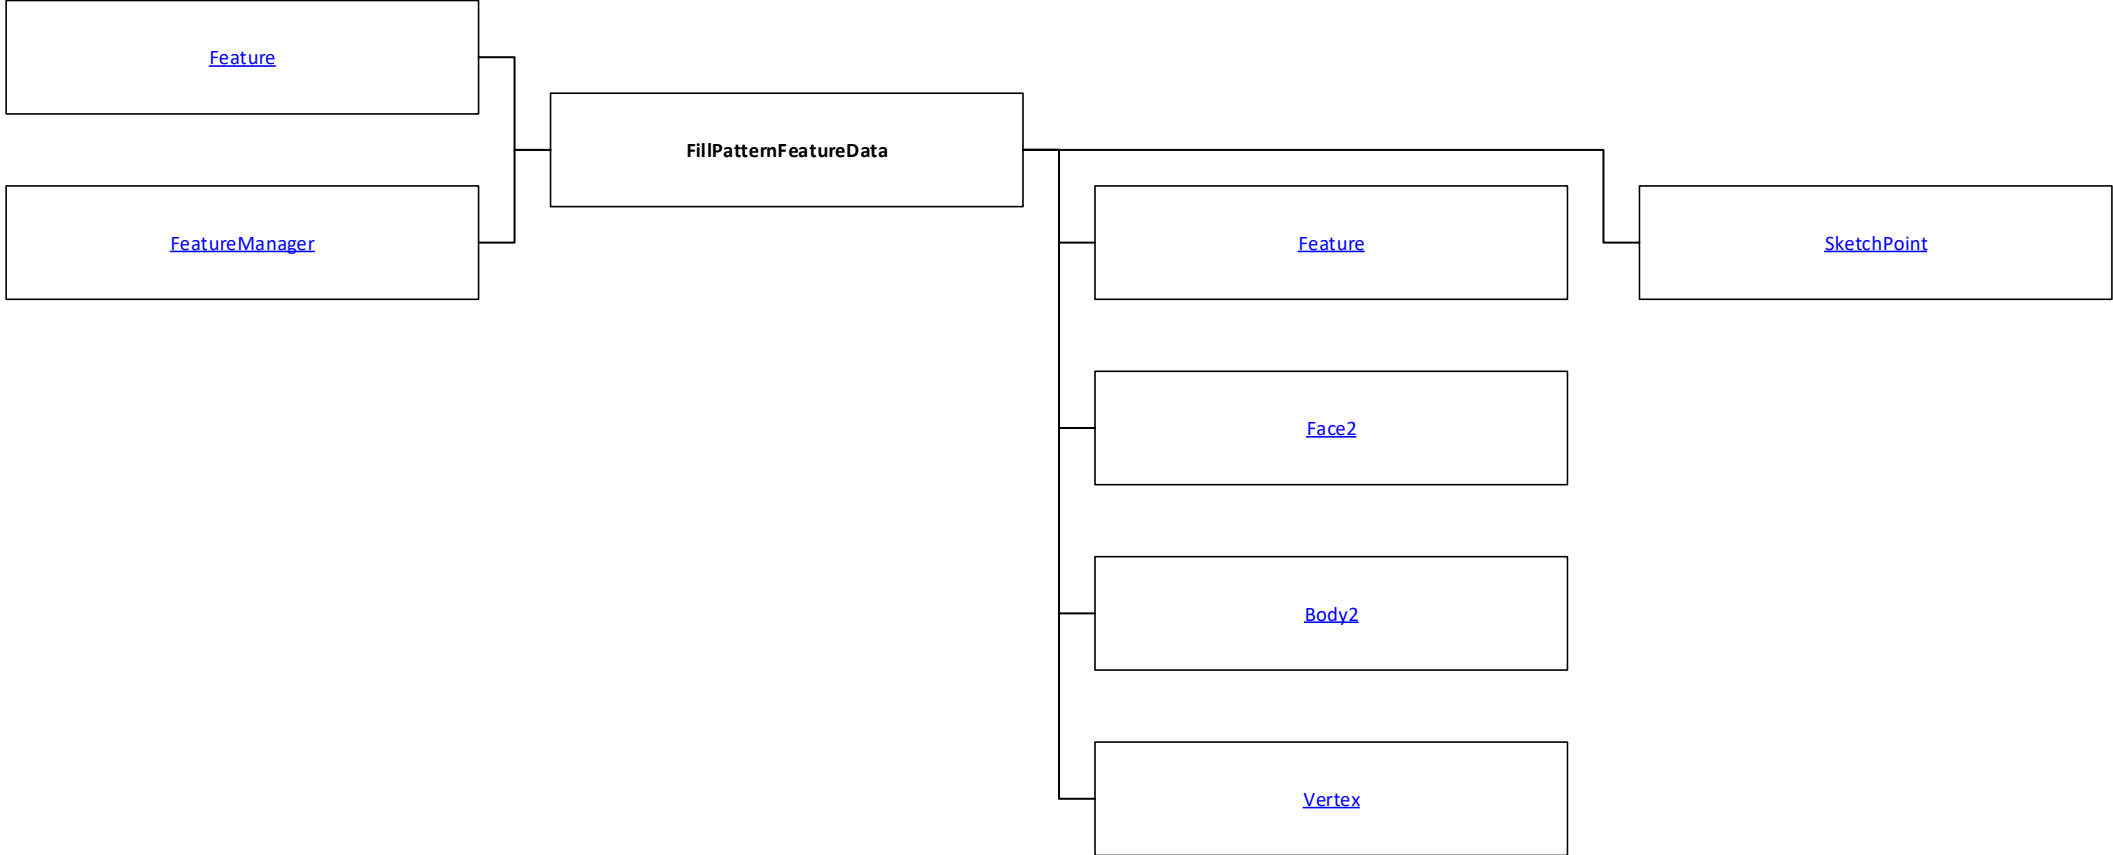 Feature
FillPatternFeatureData
FeatureManager
Feature
SketchPoint
Face2
Body2
Vertex